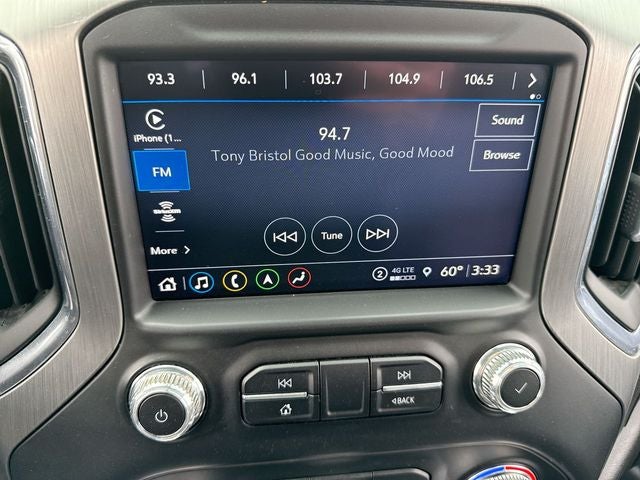 93.3 96.1 103.7 104.9 106.5
iPhone (1...
94.7
Sound
Tony Bristol Good Music, Good Mood
Browse
FM
SiriusXM
Tune
More
2 4G LTE 60° 3:33
BACK